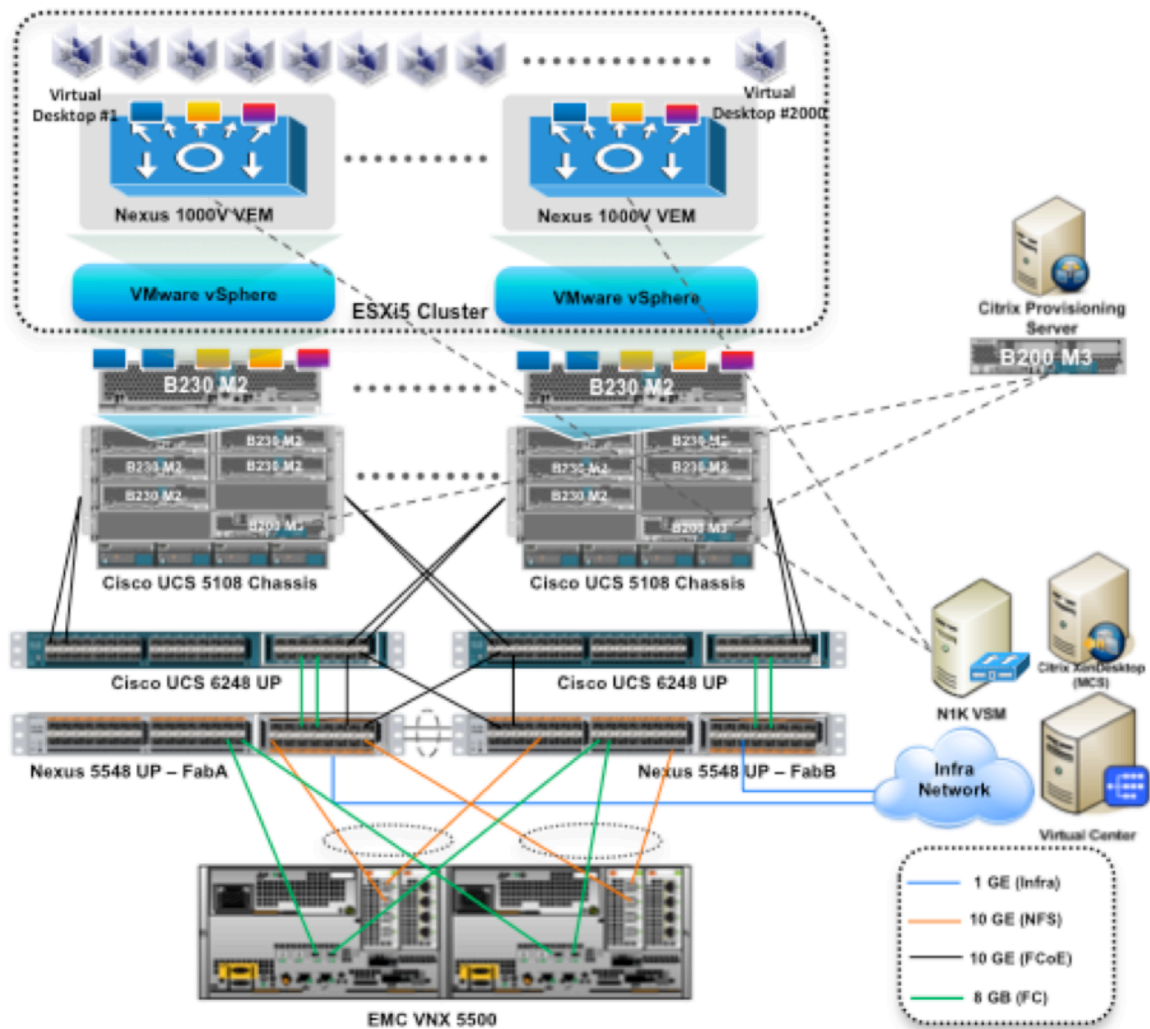 Virtual
Desktop #1
Virtual
Desktop #2000
Nexus 1000V VEM
Nexus 1000V VEM
VMware vSphere
VMware vSphere
ESXi5 Cluster
Citrix Provisioning
Server
B200 M3
B230 M2
B230 M2
B230 M2
B230 M2
B230 M2
B230 M2
B200 M3
B230 M2
B230 M2
B230 M2
B230 M2
B200 M3
Cisco UCS 5108 Chassis
Cisco UCS 5108 Chassis
Cisco UCS 6248 UP
Cisco UCS 6248 UP
N1K VSM
Citrix XenDesktop
(MCS)
Nexus 5548 UP – FabA
Nexus 5548 UP – FabB
Infra
Network
Virtual Center
1 GE (Infra)
10 GE (NFS)
10 GE (FCoE)
8 GB (FC)
EMC VNX 5500